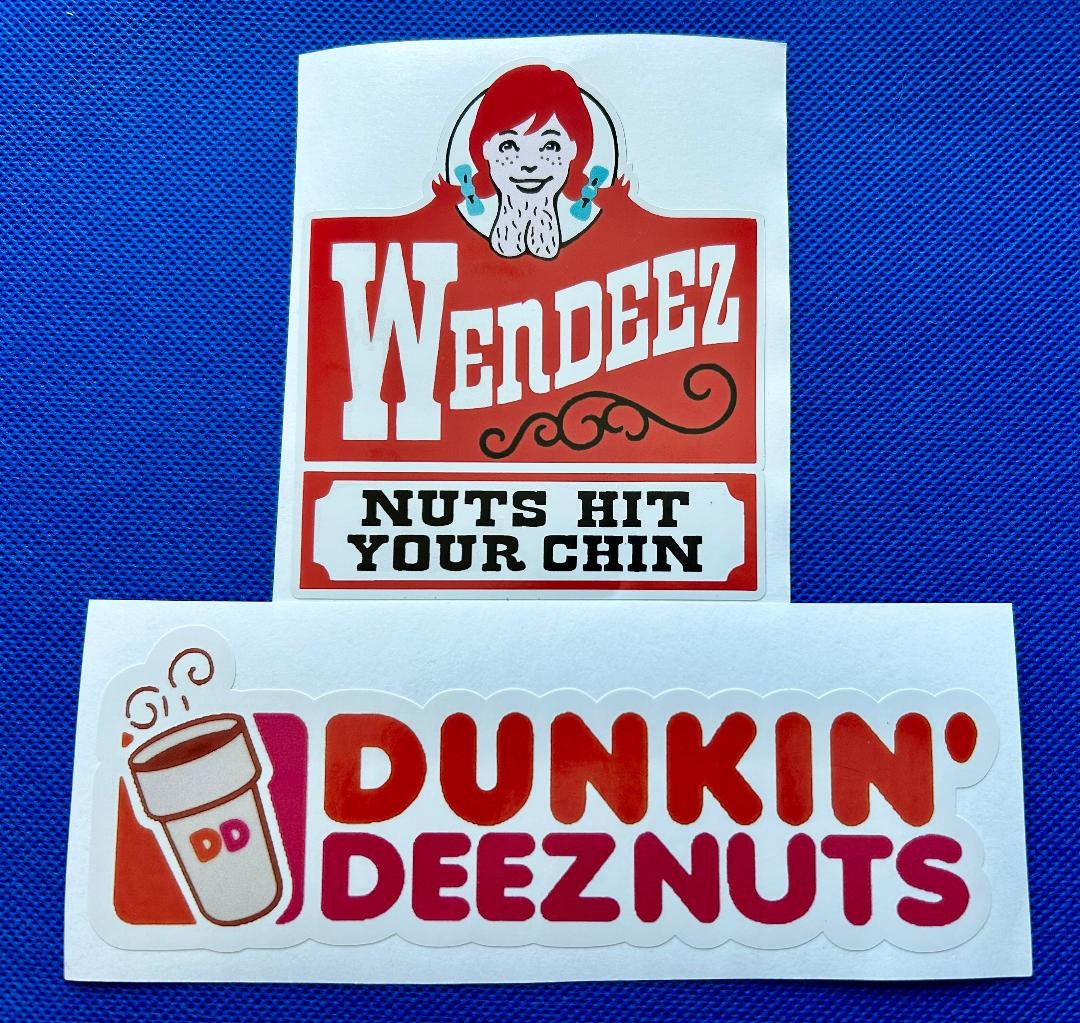 WENDEEZ
NUTS HIT
YOUR CHIN
DUNKIN'
DEEZNUTS
DD